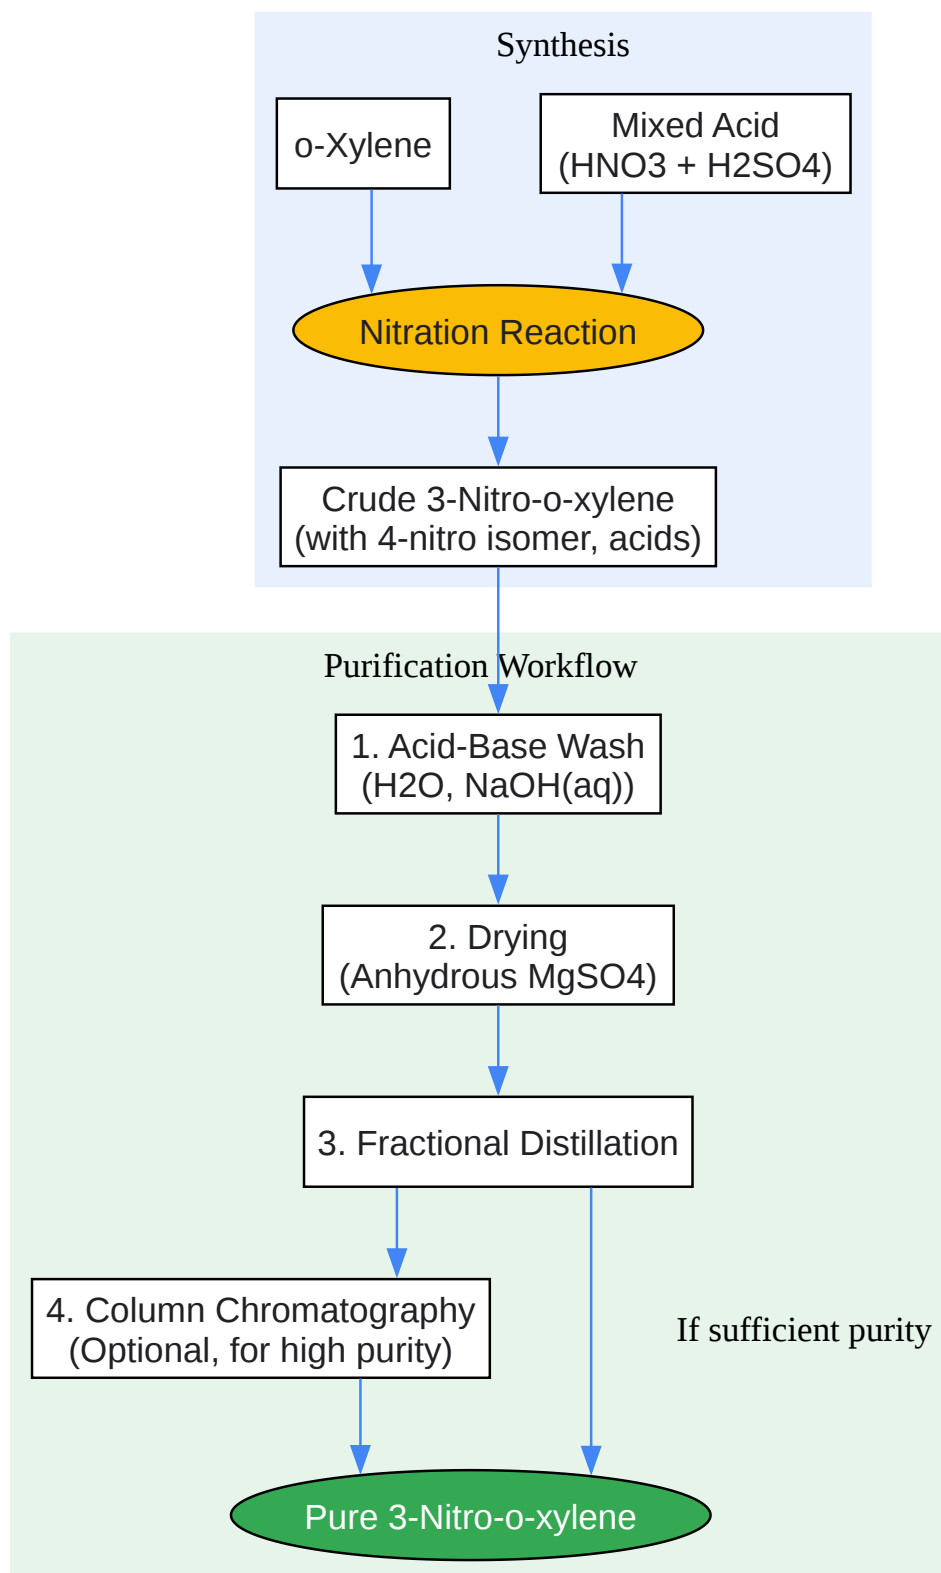 Synthesis
o-Xylene
Mixed Acid
(HNO3 + H2SO4)
Nitration Reaction
Crude 3-Nitro-o-xylene
(with 4-nitro isomer, acids)
Purification Workflow
1. Acid-Base Wash
(H2O, NaOH(aq))
2. Drying
(Anhydrous MgSO4)
3. Fractional Distillation
4. Column Chromatography
(Optional, for high purity)
If sufficient purity
Pure 3-Nitro-o-xylene